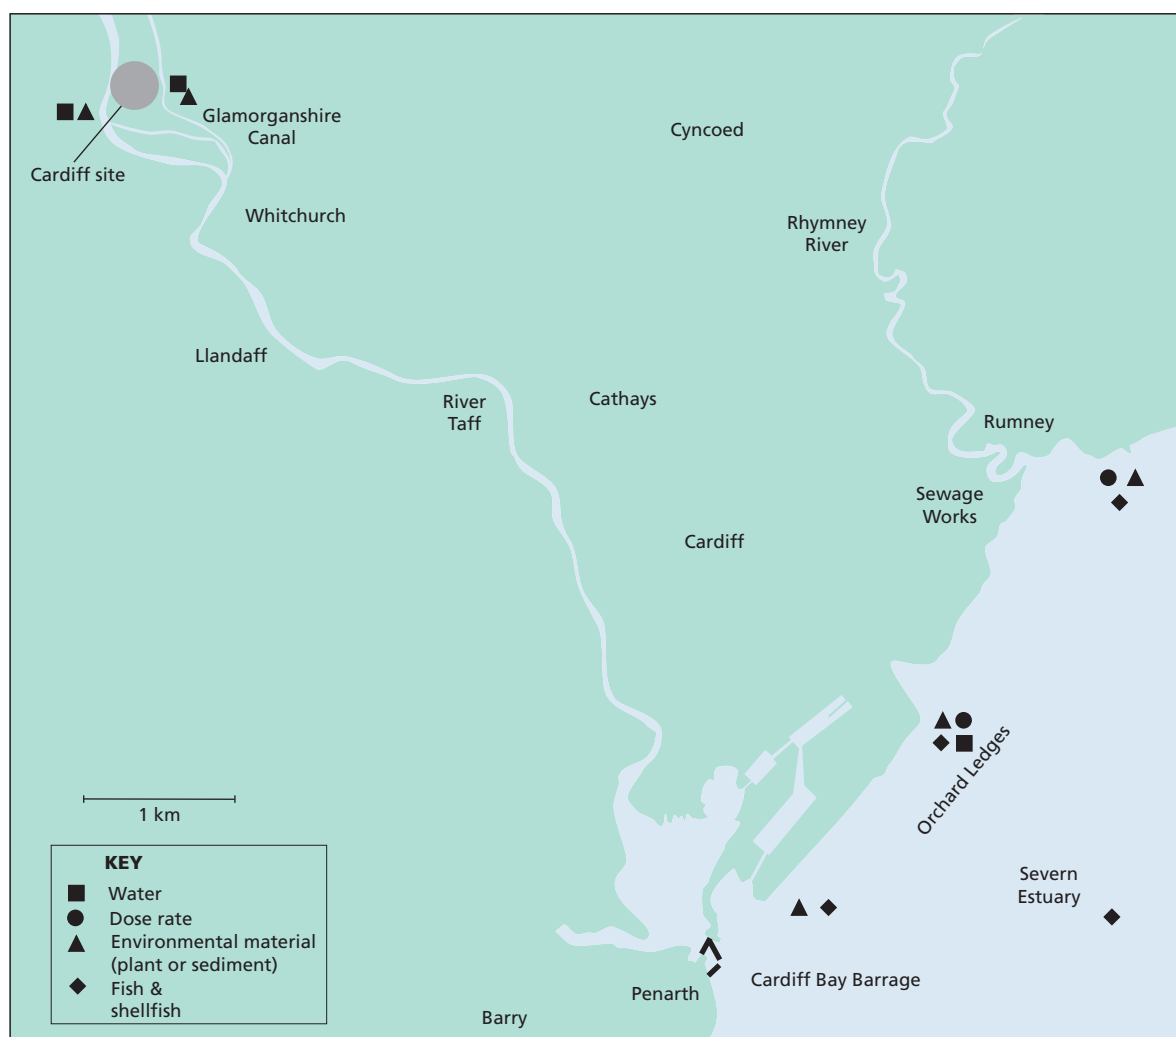 Glamorganshire
Canal
Cyncoed
Cardiff site
Whitchurch
Rhymney
River
Llandaff
River
Taff
Cathays
Rumney
Sewage
Works
Cardiff
Orchard Ledges
1 km
KEY
Water
Dose rate
Environmental material
(plant or sediment)
Fish &
shellfish
Severn
Estuary
Cardiff Bay Barrage
Penarth
Barry